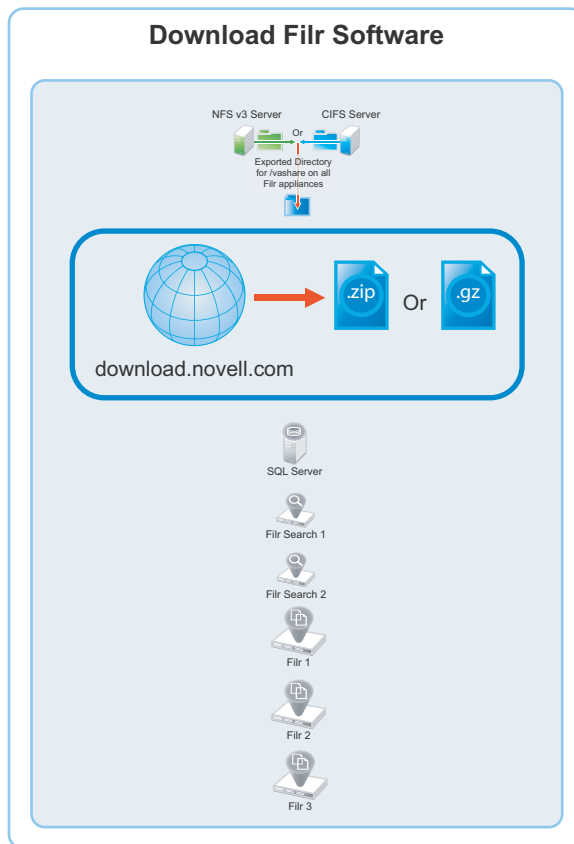 Download Filr Software
NFS v3 Server
CIFS Server
Or
Exported Directory
for /vashare on all
Filr appliances
.zip
Or
.gz
download.novell.com
SQL Server
Filr Search 1
Filr Search 2
Filr 1
Filr 2
Filr 3